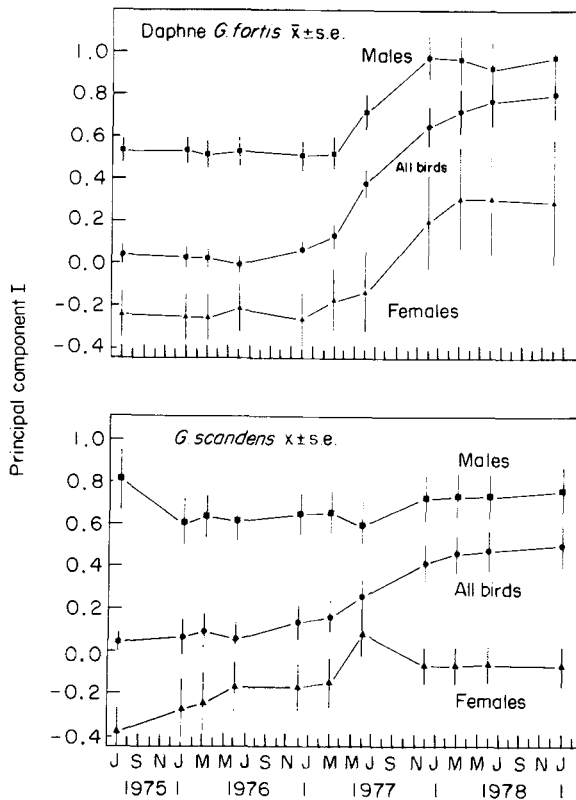 Daphne G. fortis x̄ ± s.e.
1.0
Males
0.8
0.6
All birds
0.4
0.2
0.0
-0.2
Females
-0.4
Principal component I
G. scandens x ± s.e.
1.0
Males
0.8
0.6
0.4
All birds
0.2
0.0
-0.2
Females
-0.4
J S N J M M J S N J M M J S N J M M J S N J
1975 | 1976 | 1977 | 1978 |